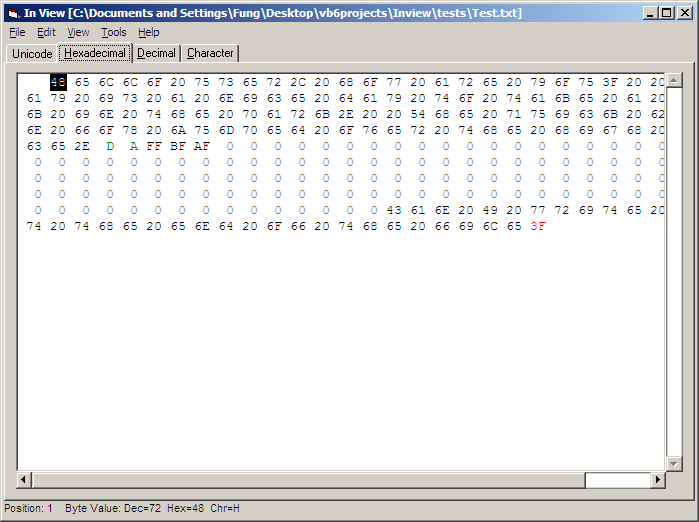 In View [C:\Documents and Settings\Fung\Desktop\vb6projects\Inview\tests\Test.txt]
File Edit View Tools Help
Unicode Hexadecimal Decimal Character
48 65 6C 6C 6F 20 75 73 65 72 2C 20 68 6F 77 20 61 72 65 20 79 6F 75 3F 20 20
61 79 20 69 73 20 61 20 6E 69 63 65 20 64 61 79 20 74 6F 20 74 61 6B 65 20 61 20
6B 20 69 6E 20 74 68 65 20 70 61 72 6B 2E 20 20 54 68 65 20 71 75 69 63 6B 20 62
6E 20 66 6F 78 20 6A 75 6D 70 65 64 20 6F 76 65 72 20 74 68 65 20 68 69 67 68 20
63 65 2E D A FF BF AF 0 0 0 0 0 0 0 0 0 0 0 0 0 0 0 0 0 0 0
0 0 0 0 0 0 0 0 0 0 0 0 0 0 0 0 0 0 0 0 0 0 0 0 0 0 0
0 0 0 0 0 0 0 0 0 0 0 0 0 0 0 0 0 0 0 0 0 0 0 0 0 0 0
0 0 0 0 0 0 0 0 0 0 0 0 0 0 0 0 0 0 0 0 0 0 0 0 0 0 0
0 0 0 0 0 0 0 0 0 0 0 0 0 0 0 43 61 6E 20 49 20 77 72 69 74 65 20
74 20 74 68 65 20 65 6E 64 20 6F 66 20 74 68 65 20 66 69 6C 65 3F
Position: 1 Byte Value: Dec=72 Hex=48 Chr=H